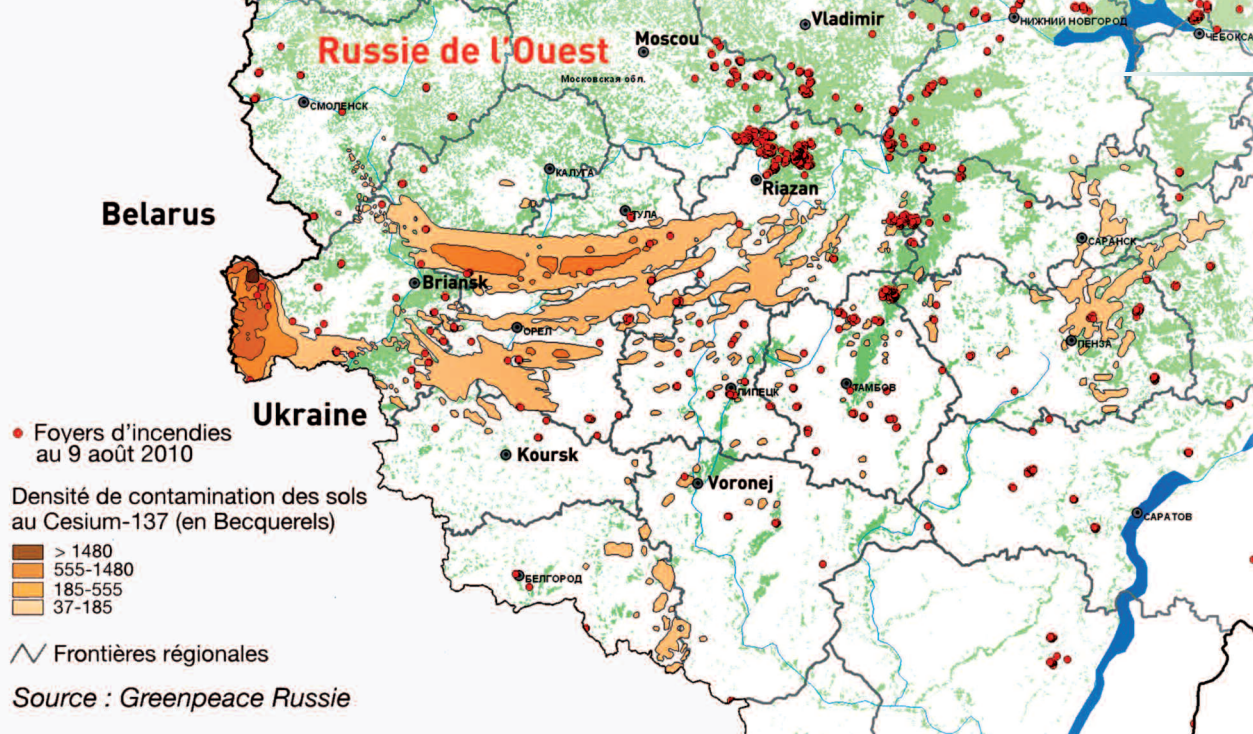 Vladimir
НИЖНИЙ НОВГОРОД
ЧЕБОКСА
Russie de l'Ouest
Moscou
Московская обл.
СМОЛЕНСК
КАЛУГА
Riazan
Belarus
ТУЛА
САРАНСК
Briansk
ОРЕЛ
ПЕНЗА
ЛИПЕЦК
ТАМБОВ
Ukraine
Foyers d'incendies
au 9 août 2010
Koursk
Voronej
Densité de contamination des sols
au Cesium-137 (en Becquerels)
САРАТОВ
> 1480
555-1480
185-555
37-185
БЕЛГОРОД
Frontières régionales
Source : Greenpeace Russie